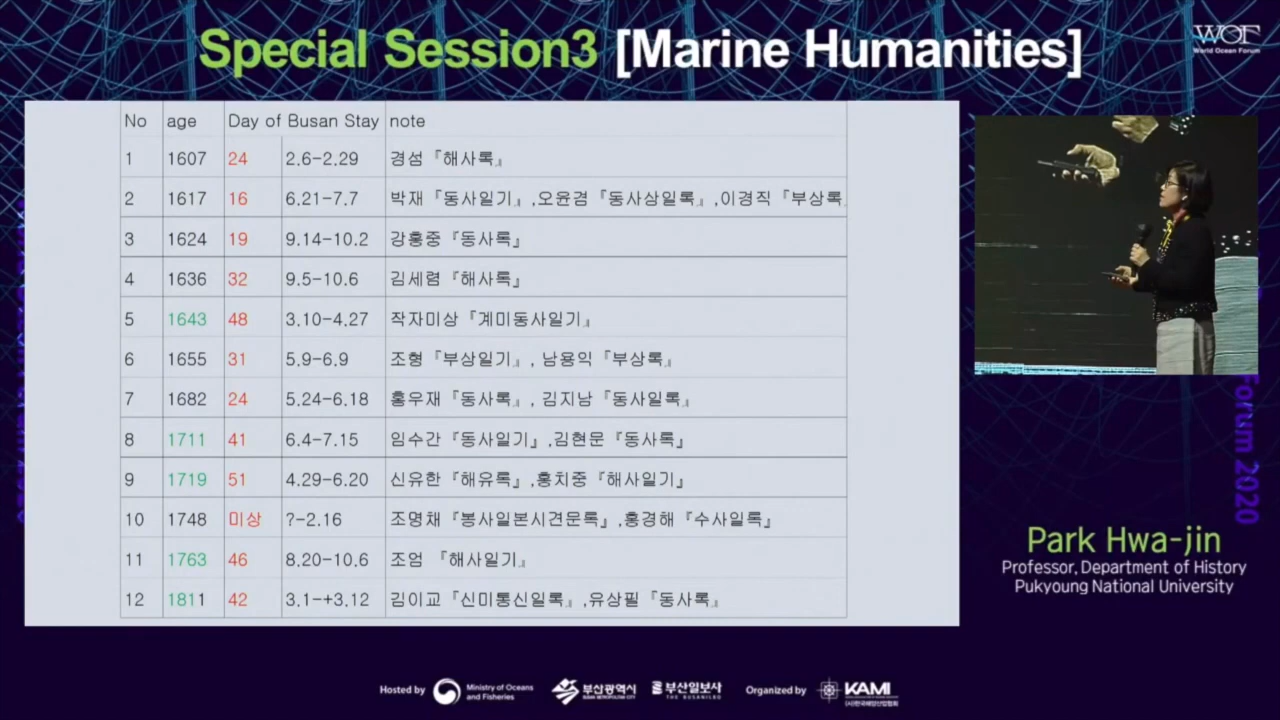 Special Session3 [Marine Humanities]
WOF
World Ocean Forum
No age Day of Busan Stay note
1 1607 24 2.6-2.29 경섬『해사록』
2 1617 16 6.21-7.7 박재『동사일기』,오윤겸『동사상일록』,이경직『부상록
3 1624 19 9.14-10.2 강홍중『동사록』
4 1636 32 9.5-10.6 김세렴『해사록』
5 1643 48 3.10-4.27 작자미상『계미동사일기』
6 1655 31 5.9-6.9 조형『부상일기』, 남용익『부상록』
7 1682 24 5.24-6.18 홍우재『동사록』, 김지남『동사일록』
8 1711 41 6.4-7.15 임수간『동사일기』,김현문『동사록』
9 1719 51 4.29-6.20 신유한『해유록』,홍치중『해사일기』
10 1748 미상 ?-2.16 조명채『봉사일본시견문록』,홍경해『수사일록』
11 1763 46 8.20-10.6 조엄 『해사일기』
12 1811 42 3.1-+3.12 김이교『신미통신일록』,유상필『동사록』
Forum 2020
Park Hwa-jin
Professor, Department of History
Pukyoung National University
Hosted by Ministry of Oceans and Fisheries 부산광역시 BUSAN METROPOLITAN CITY 부산일보사 THE BUSANILBO Organized by KAMI (사)한국해양산업협회